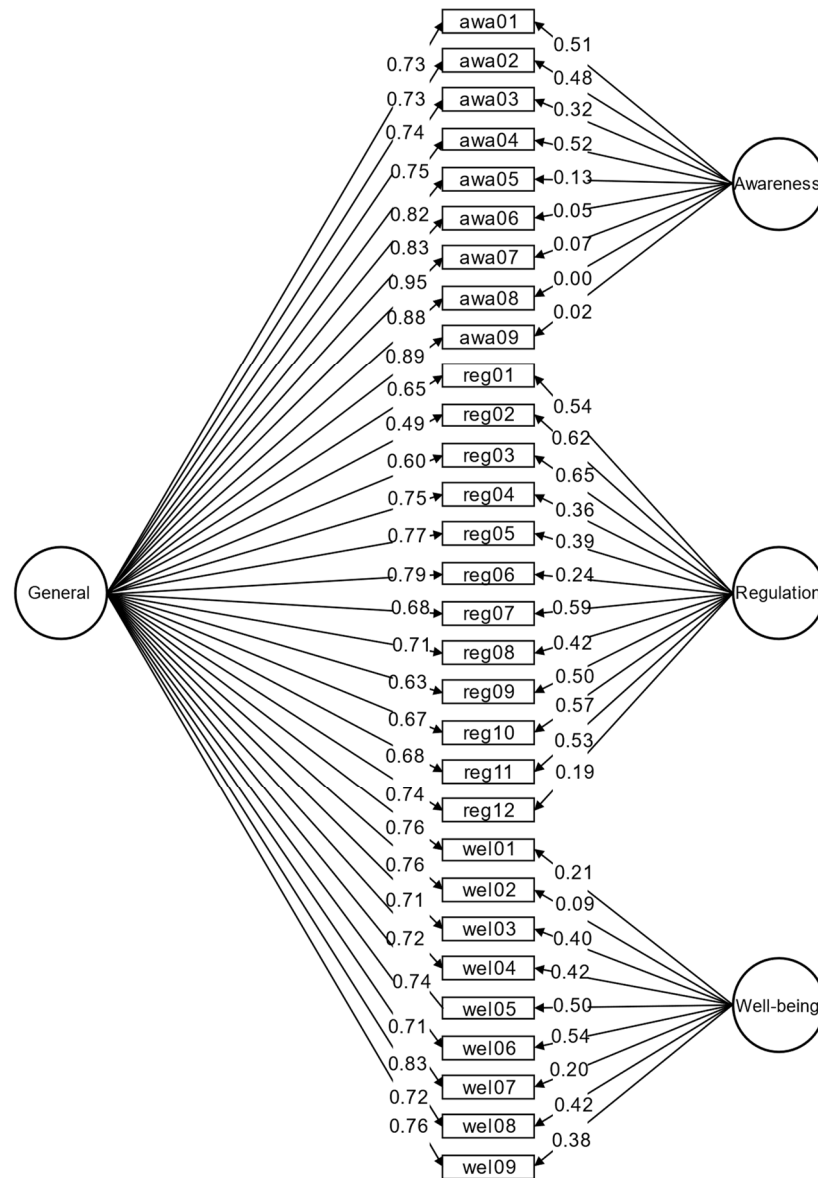 awa01
0.51
0.73
awa02
0.48
0.73
awa03
0.32
0.74
awa04
0.52
0.75
awa05
0.13
0.82
awa06
0.05
0.83
awa07
0.07
0.95
awa08
0.00
0.88
awa09
0.02
Awareness
0.89
reg01
0.65
0.54
reg02
0.49
0.62
reg03
0.60
0.65
reg04
0.75
0.36
reg05
0.77
0.39
reg06
0.79
0.24
General
Regulation
reg07
0.68
0.59
reg08
0.71
0.42
reg09
0.63
0.50
reg10
0.67
0.57
reg11
0.68
0.53
reg12
0.74
0.19
wel01
0.76
0.21
wel02
0.76
0.09
wel03
0.71
0.40
wel04
0.72
0.42
wel05
0.74
0.50
Well-being
wel06
0.71
0.54
wel07
0.83
0.20
wel08
0.72
0.42
0.76
0.38
wel09